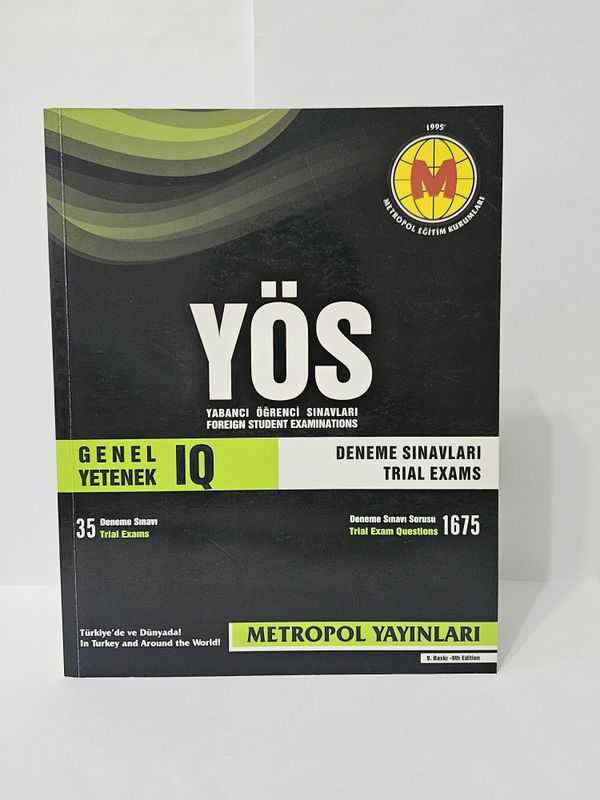 1995
M
METROPOL EĞİTİM KURUMLARI
YÖS
YABANCI ÖĞRENCİ SINAVLARI
FOREIGN STUDENT EXAMINATIONS
GENEL
YETENEK IQ
DENEME SINAVLARI
TRIAL EXAMS
35 Deneme Sınavı
Trial Exams
Deneme Sınavı Sorusu
Trial Exam Questions 1675
Türkiye'de ve Dünyada!
In Turkey and Around the World!
METROPOL YAYINLARI
9. Baskı -9th Edition